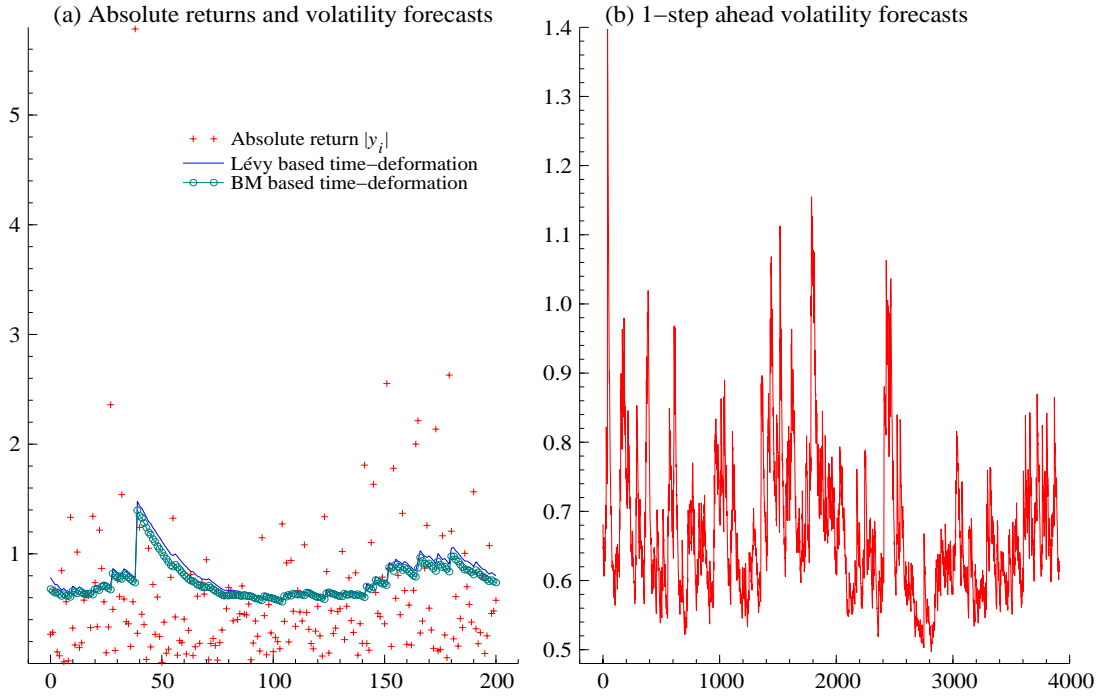 (a) Absolute returns and volatility forecasts
5
4
3
2
1
0 50 100 150 200
Absolute return |y_i|
Lévy based time−deformation
BM based time−deformation
(b) 1−step ahead volatility forecasts
1.4
1.3
1.2
1.1
1.0
0.9
0.8
0.7
0.6
0.5
0 1000 2000 3000 4000